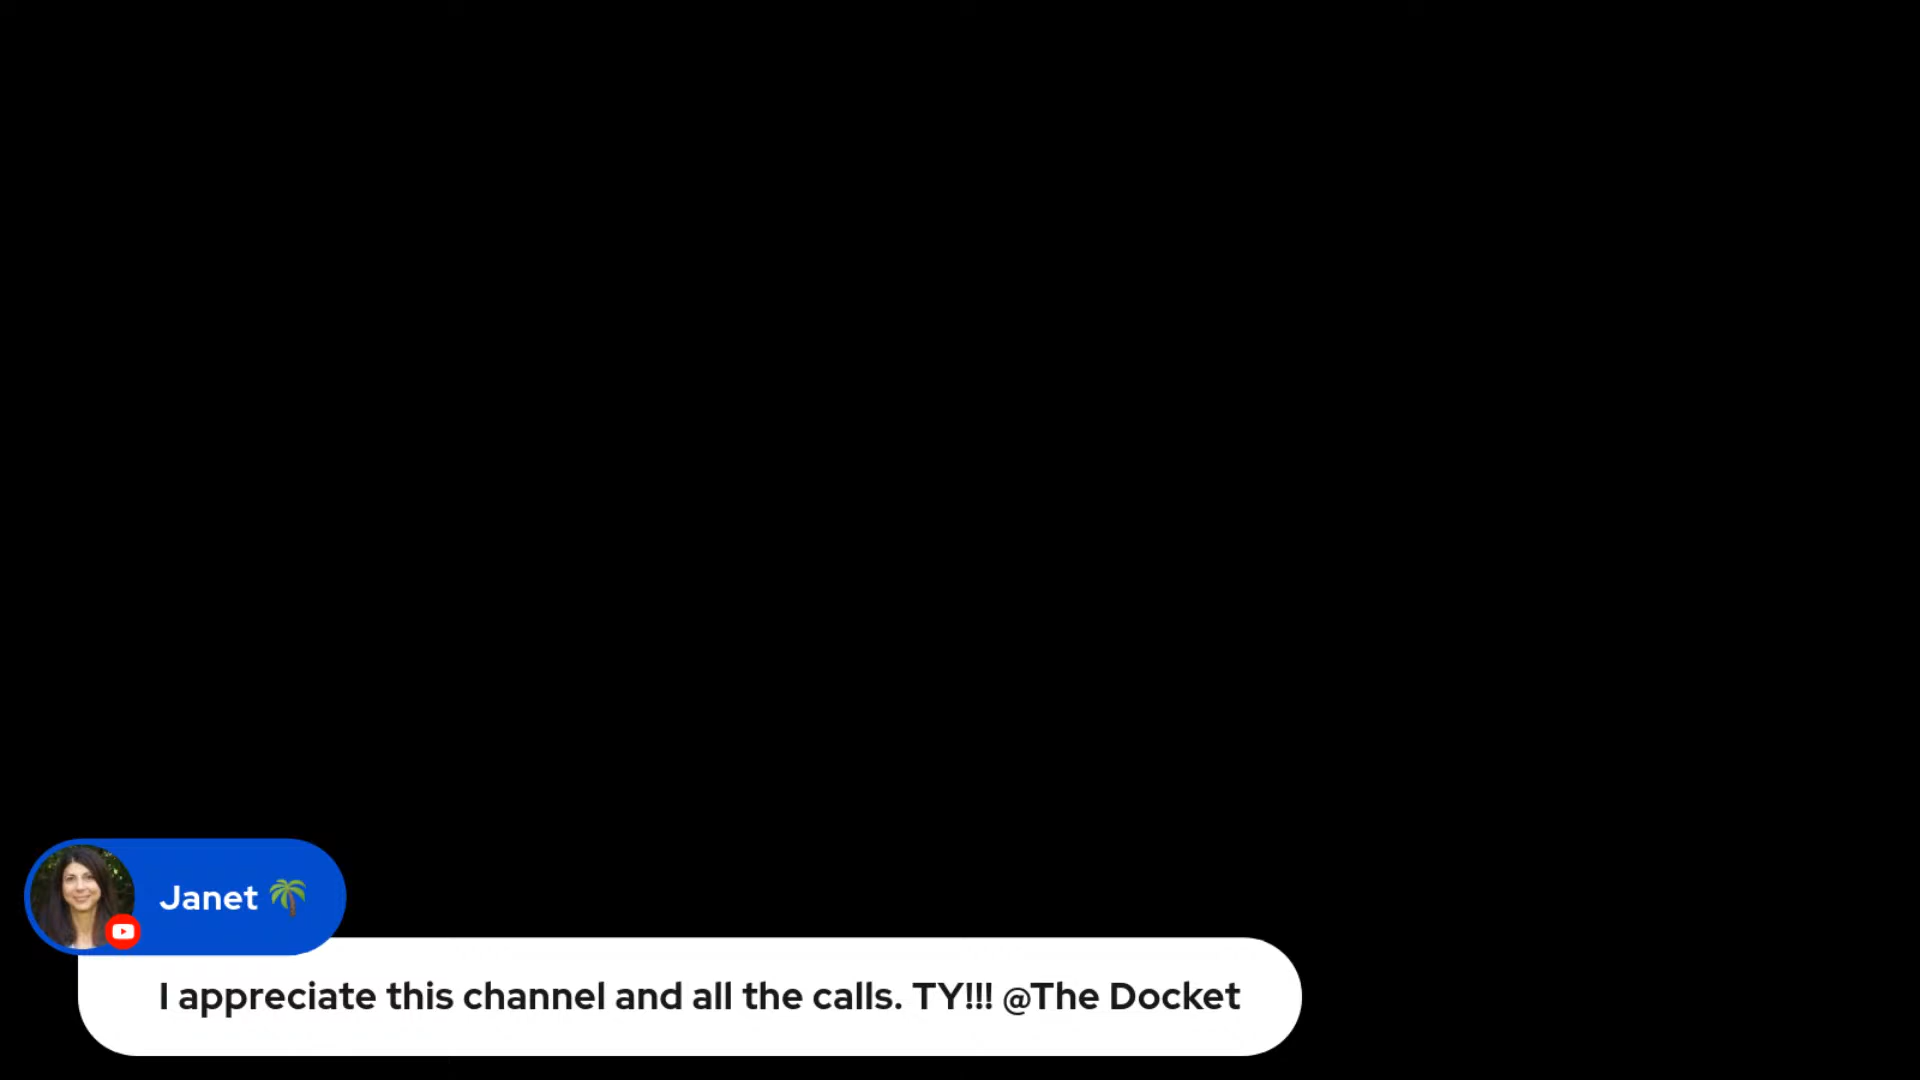 Janet 🌴
I appreciate this channel and all the calls. TY!!! @The Docket